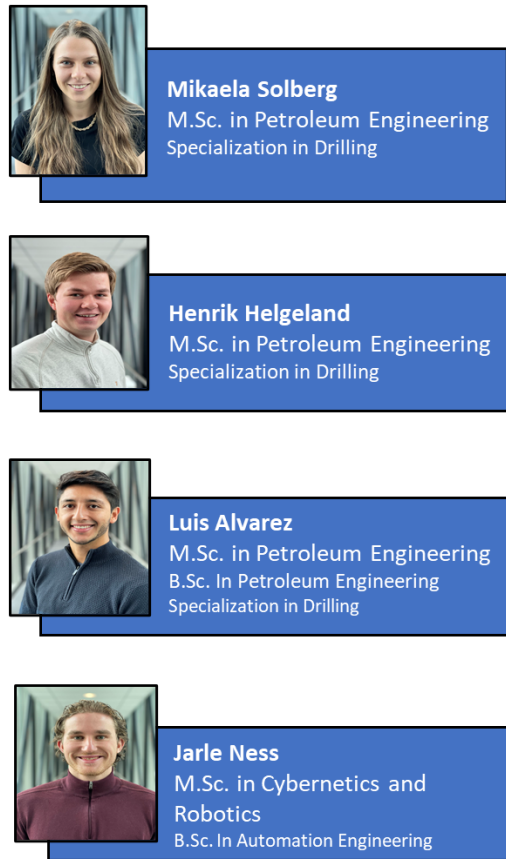 Mikaela Solberg
M.Sc. in Petroleum Engineering
Specialization in Drilling
Henrik Helgeland
M.Sc. in Petroleum Engineering
Specialization in Drilling
Luis Alvarez
M.Sc. in Petroleum Engineering
B.Sc. In Petroleum Engineering
Specialization in Drilling
Jarle Ness
M.Sc. in Cybernetics and
Robotics
B.Sc. In Automation Engineering